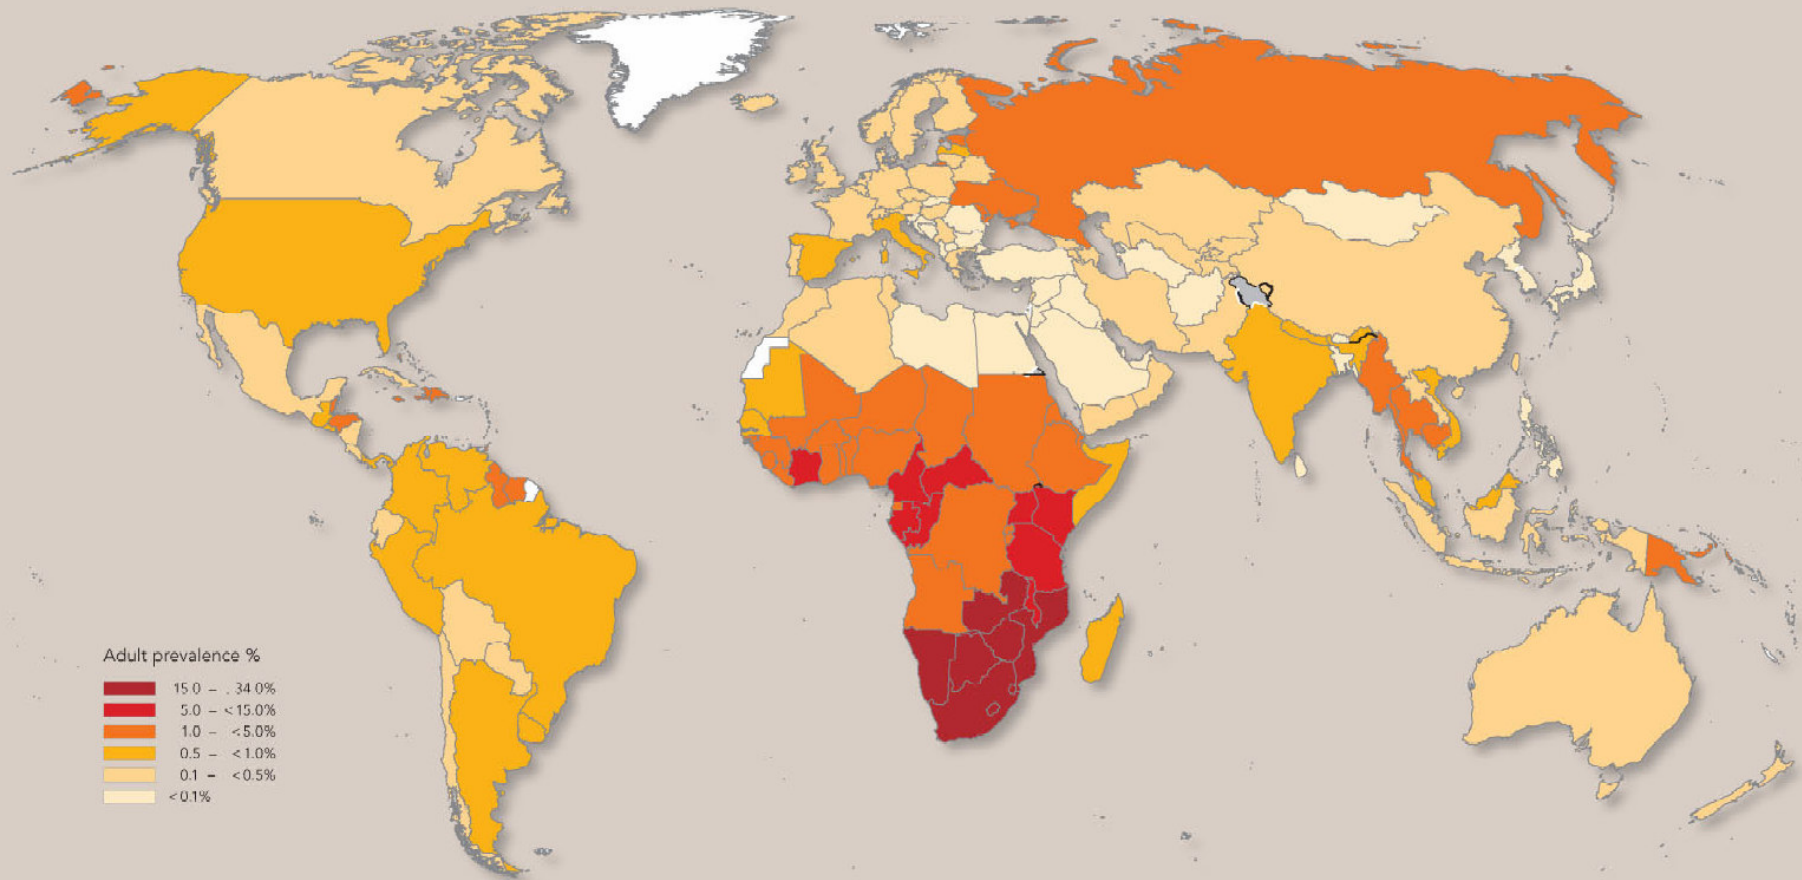 Adult prevalence %
15.0 – . 34.0%
5.0 – <15.0%
1.0 – <5.0%
0.5 – <1.0%
0.1 – <0.5%
<0.1%